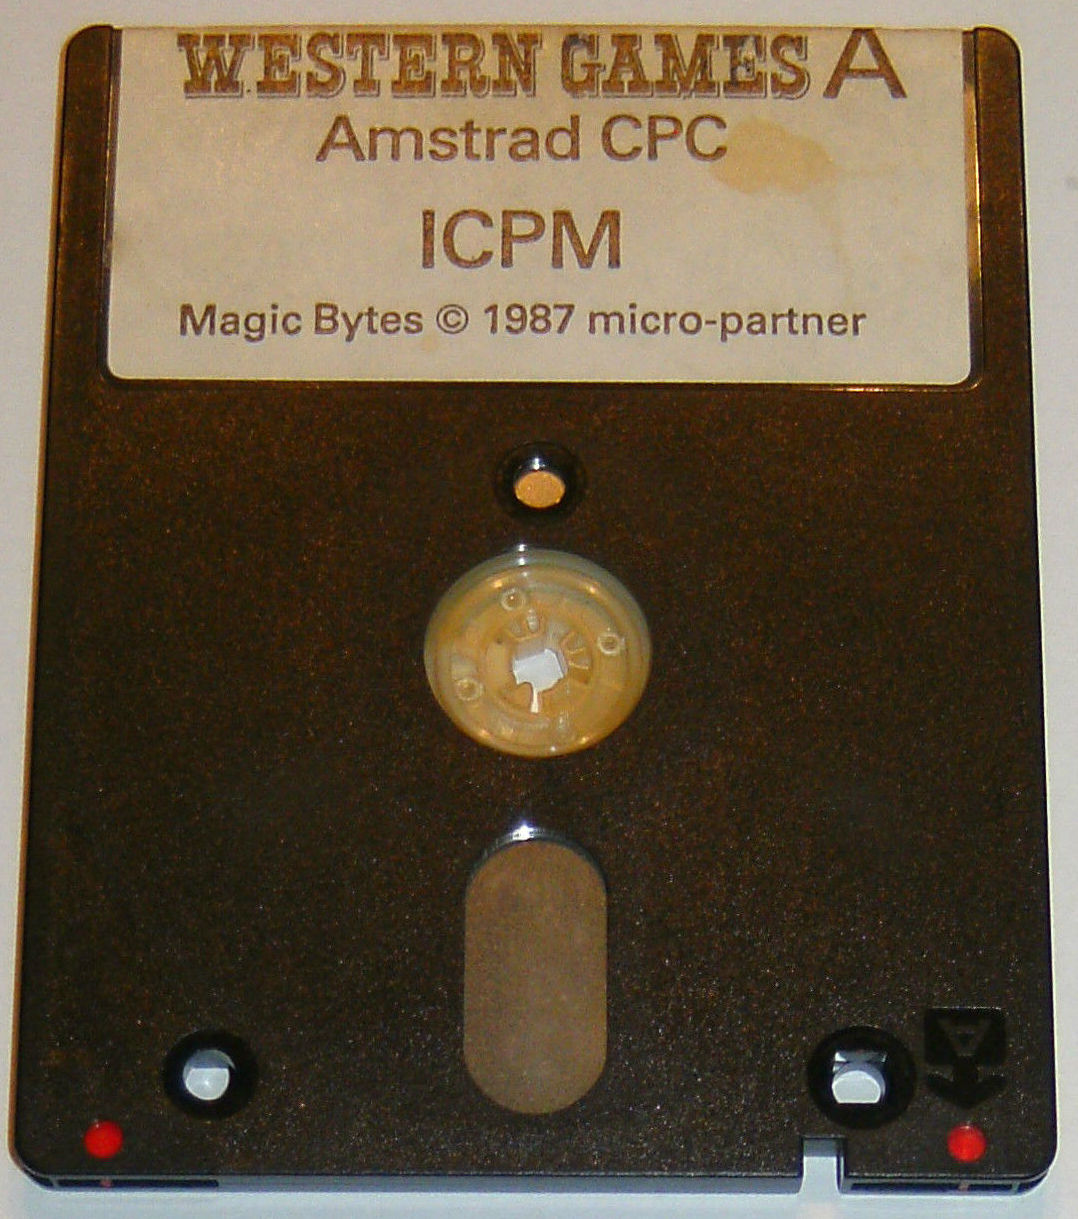 WESTERN GAMES A
Amstrad CPC
ICPM
Magic Bytes © 1987 micro-partner
A